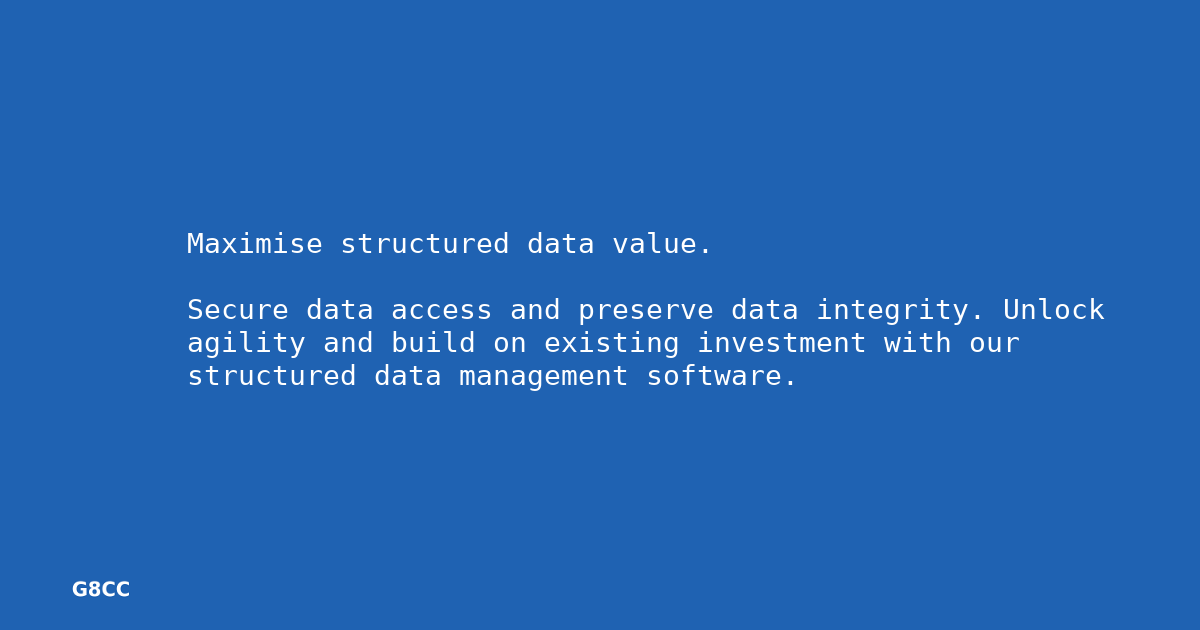 Maximise structured data value.
Secure data access and preserve data integrity. Unlock
agility and build on existing investment with our
structured data management software.
G8CC